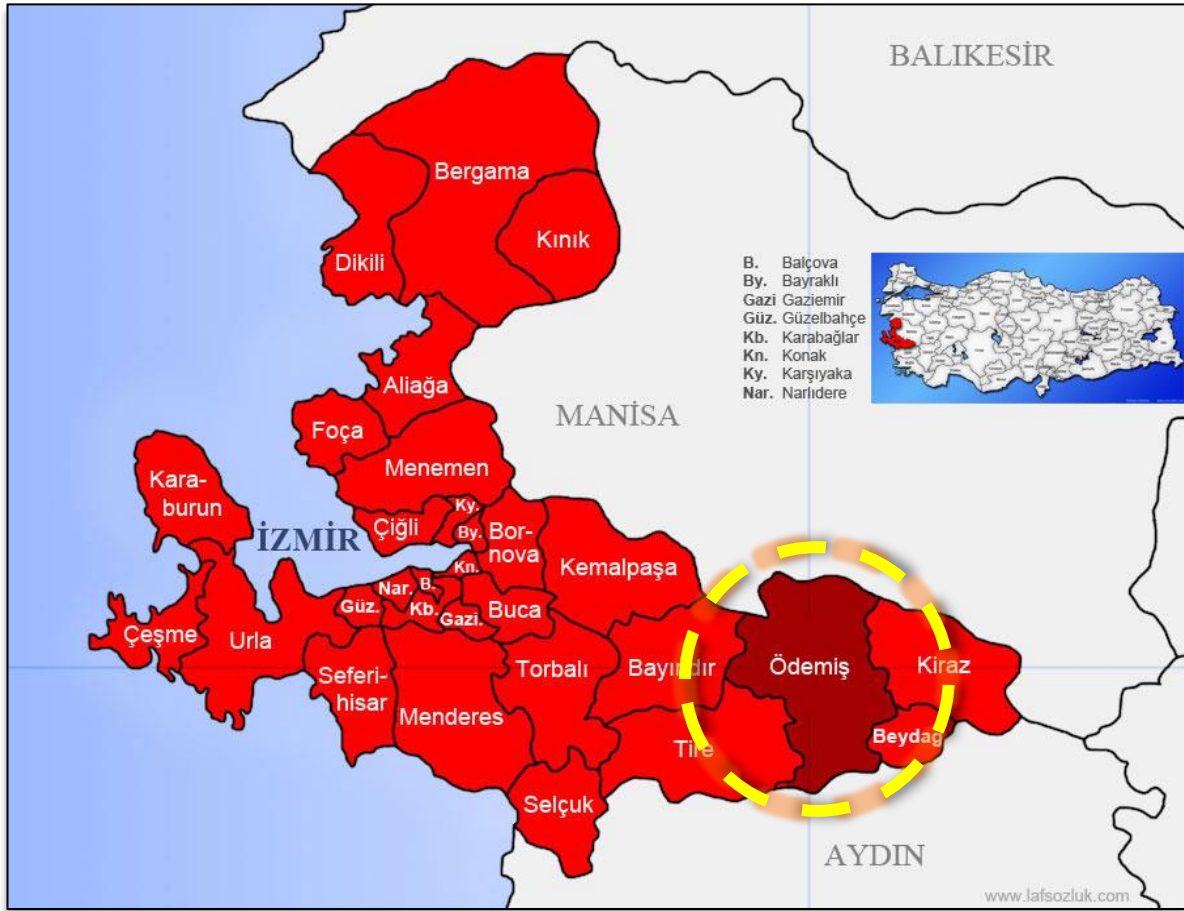 BALIKESİR
Bergama
Kınık
Dikili
B. Balçova
By. Bayraklı
Gazi Gaziemir
Güz. Güzelbahçe
Kb. Karabağlar
Kn. Konak
Ky. Karşıyaka
Nar. Narlıdere
Aliağa
MANİSA
Foça
Menemen
Kara-
burun
Ky.
Çiğli
By.
Bor-
nova
İZMİR
Kn.
Kemalpaşa
Nar.
B.
Güz.
Kb.
Gazi.
Buca
Çeşme
Urla
Seferi-
hisar
Menderes
Torbalı
Bayındır
Ödemiş
Kiraz
Tire
Beydağ
Selçuk
AYDIN
www.lafsozluk.com